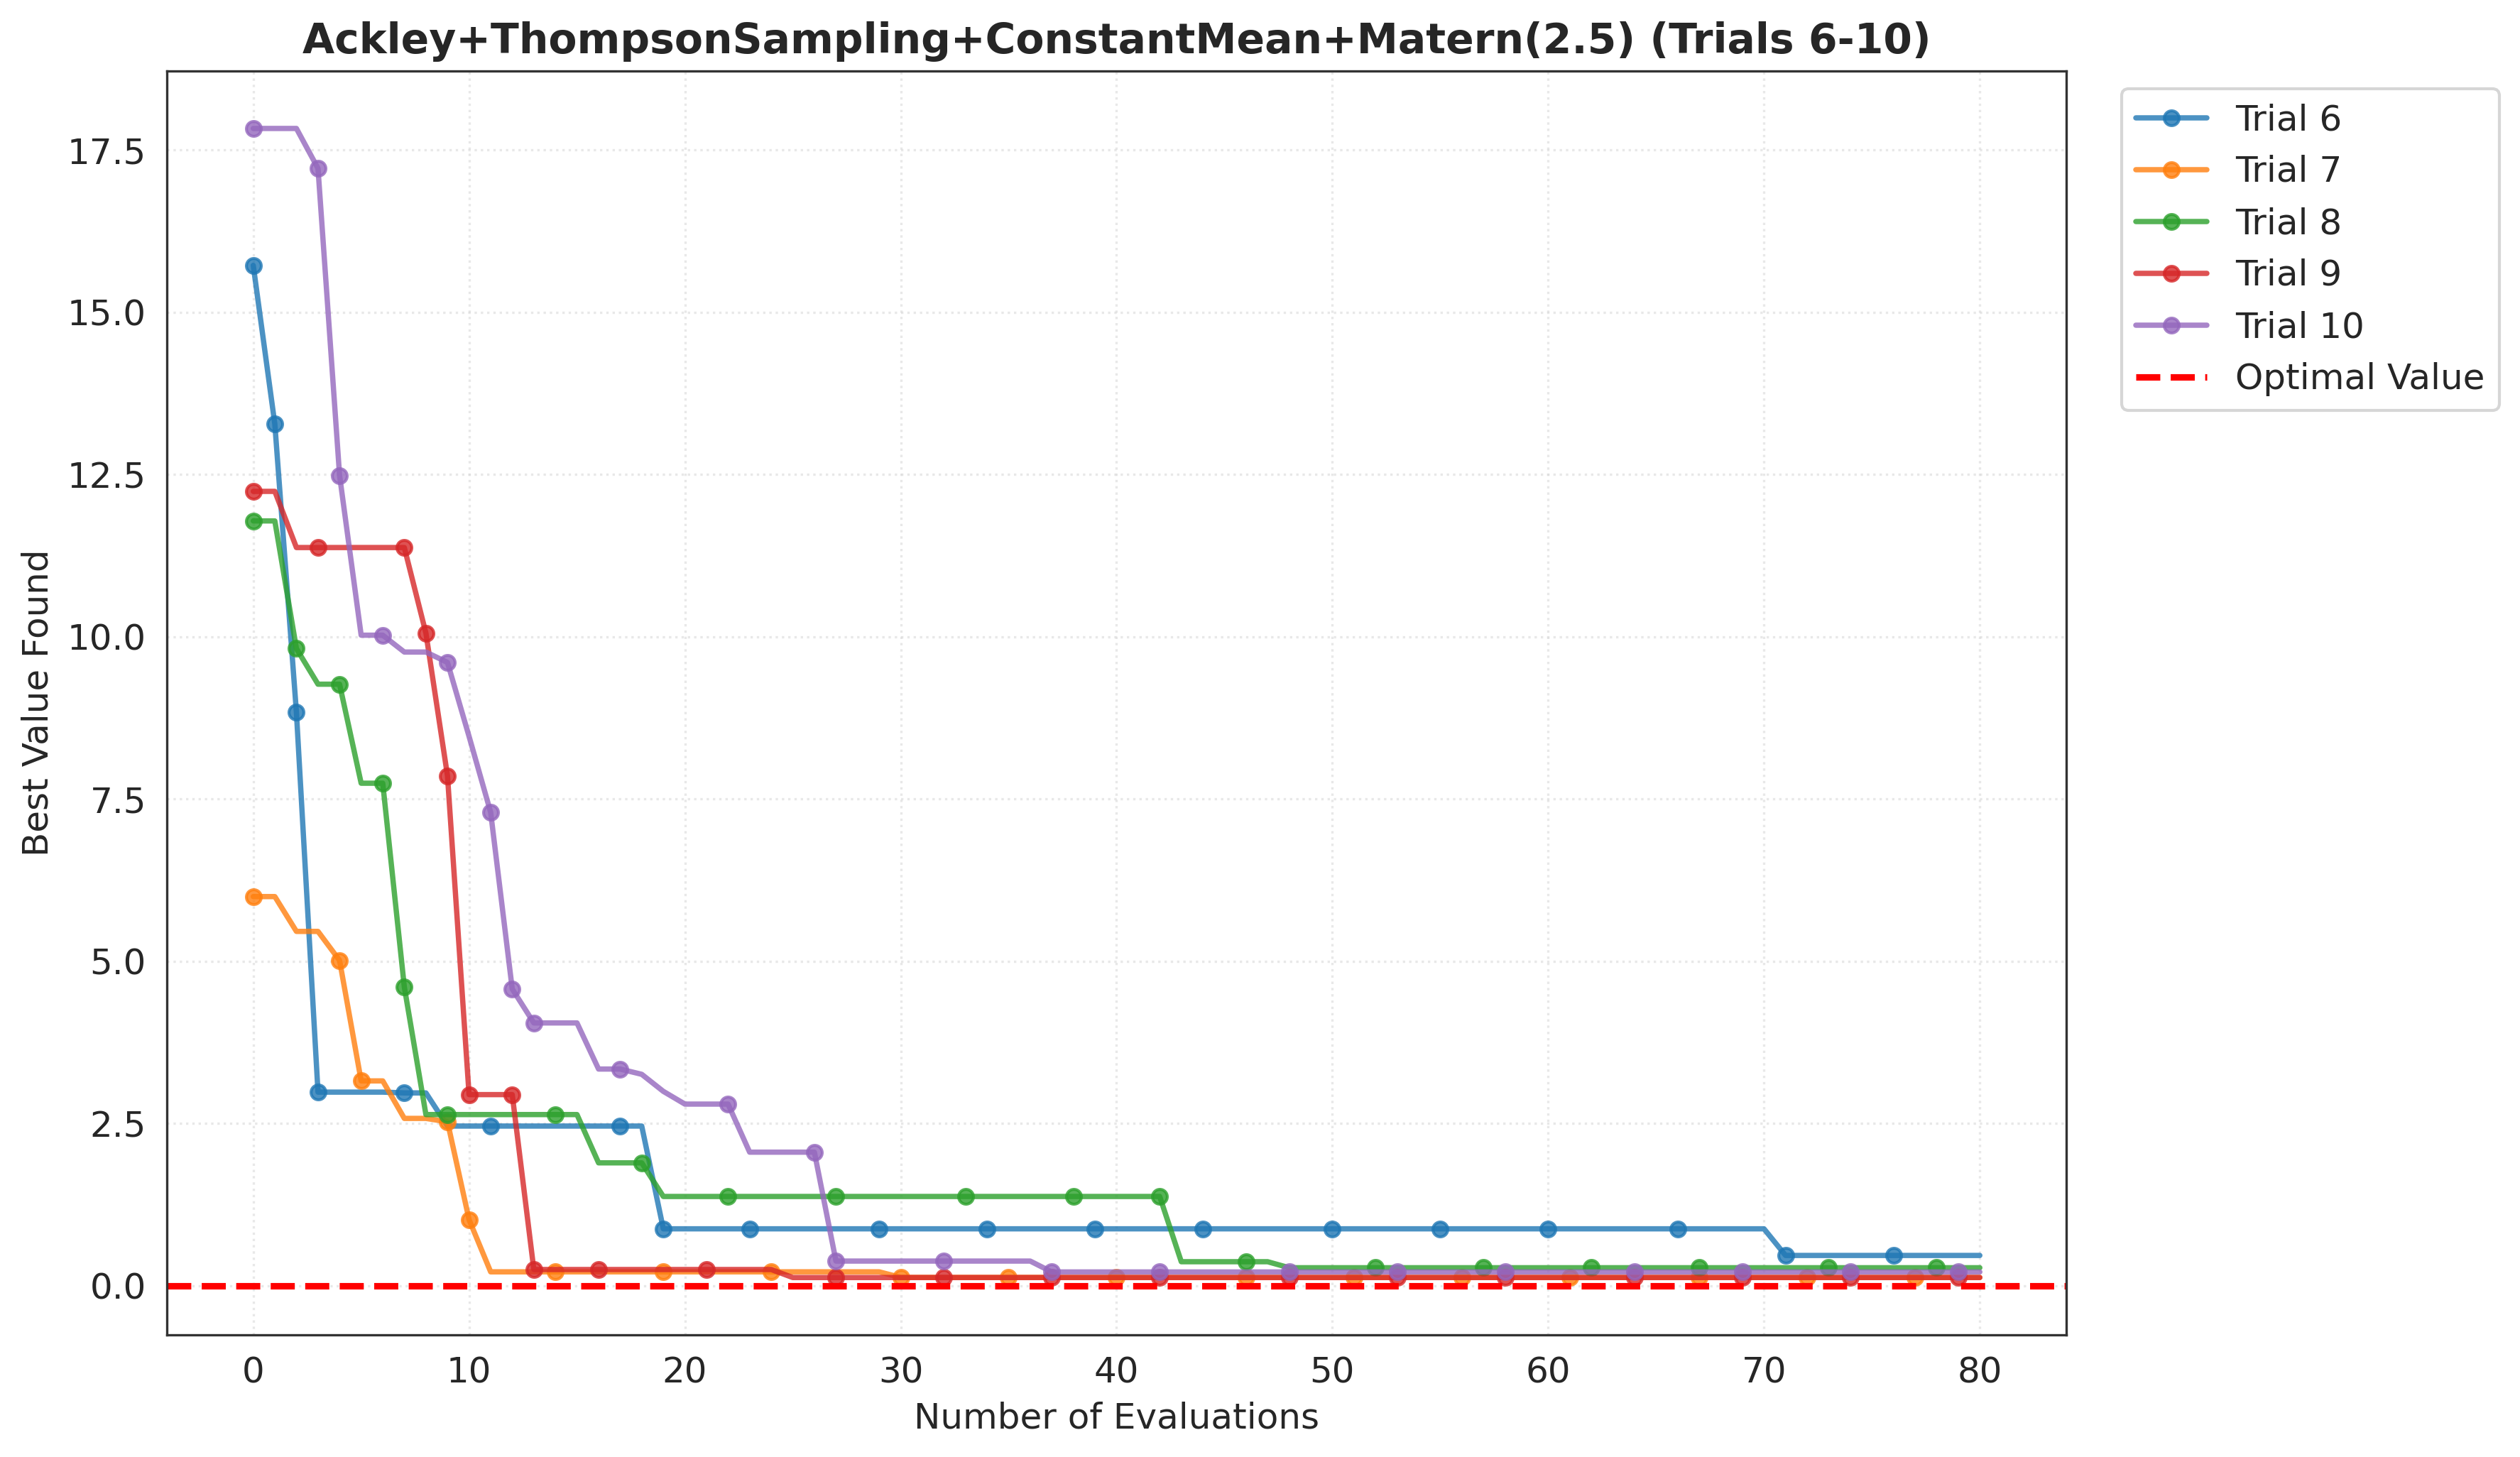 Ackley+ThompsonSampling+ConstantMean+Matern(2.5) (Trials 6-10)
Best Value Found
17.5
15.0
12.5
10.0
7.5
5.0
2.5
0.0
0 10 20 30 40 50 60 70 80
Number of Evaluations
Trial 6
Trial 7
Trial 8
Trial 9
Trial 10
Optimal Value